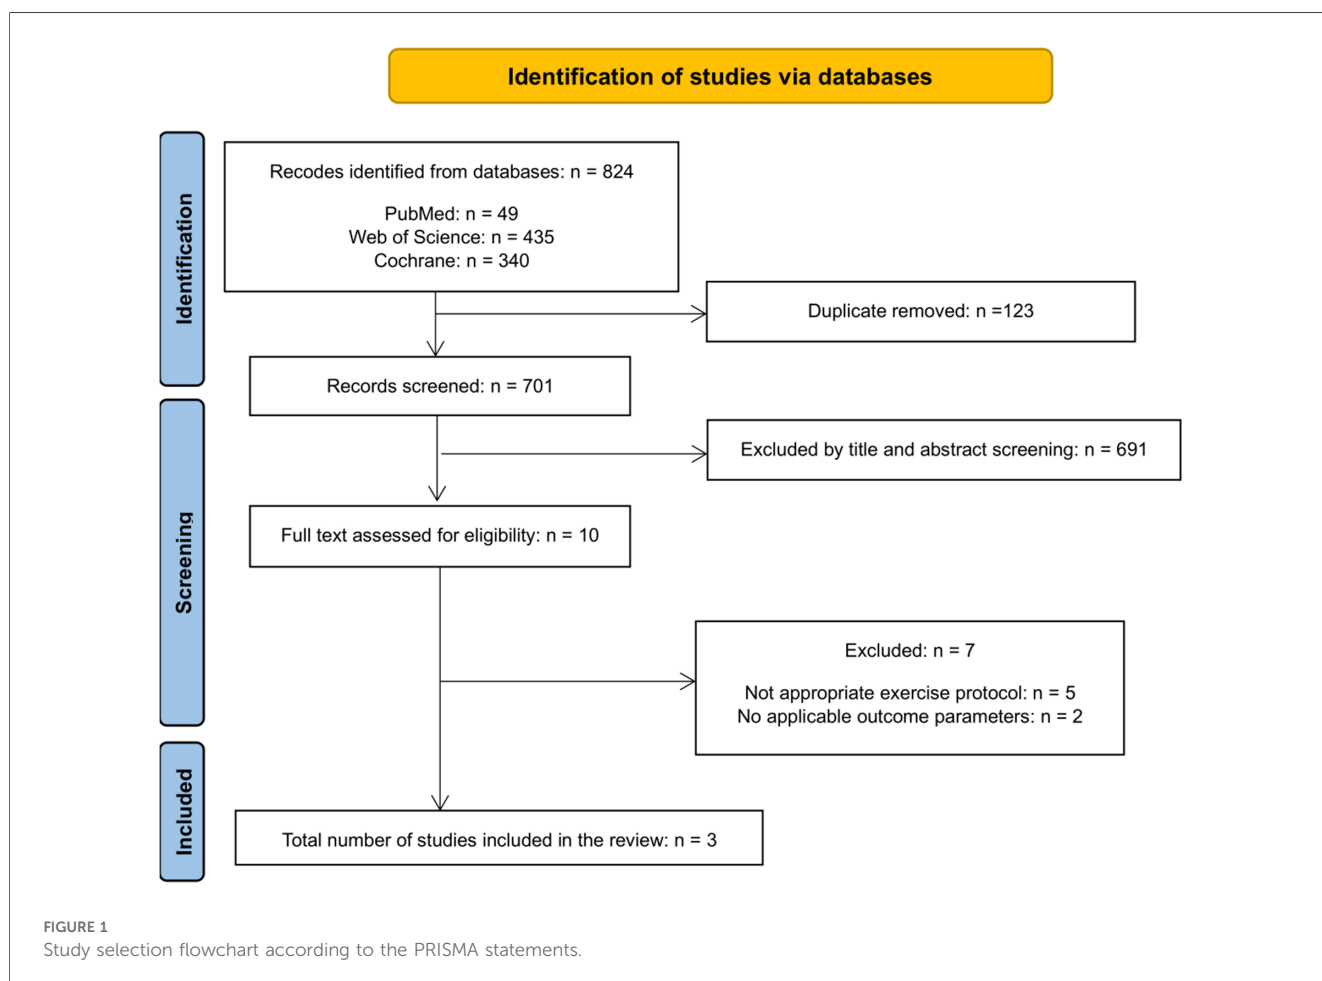 Identification of studies via databases
Identification
Recodes identified from databases: n = 824
PubMed: n = 49
Web of Science: n = 435
Cochrane: n = 340
Duplicate removed: n =123
Records screened: n = 701
Screening
Excluded by title and abstract screening: n = 691
Full text assessed for eligibility: n = 10
Excluded: n = 7
Not appropriate exercise protocol: n = 5
No applicable outcome parameters: n = 2
Included
Total number of studies included in the review: n = 3
FIGURE 1
Study selection flowchart according to the PRISMA statements.